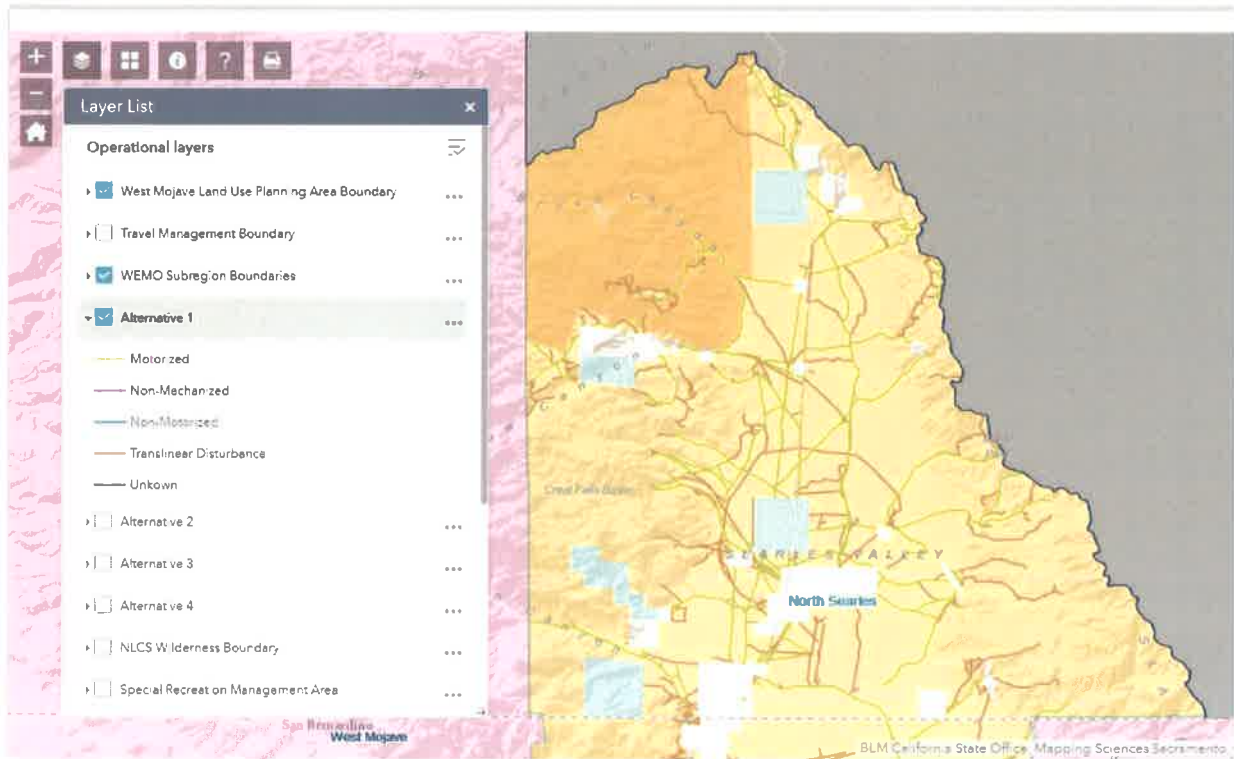 Layer List
Operational layers
West Mojave Land Use Planning Area Boundary
Travel Management Boundary
WEMO Subregion Boundaries
Alternative 1
Motorized
Non-Mechanized
Non-Motorized
Translinear Disturbance
Unkown
Alternative 2
Alternative 3
Alternative 4
NLCS Wilderness Boundary
Special Recreation Management Area
SEARLES VALLEY
North Searles
San Bernardino
West Mojave
BLM California State Office, Mapping Sciences Sacramento